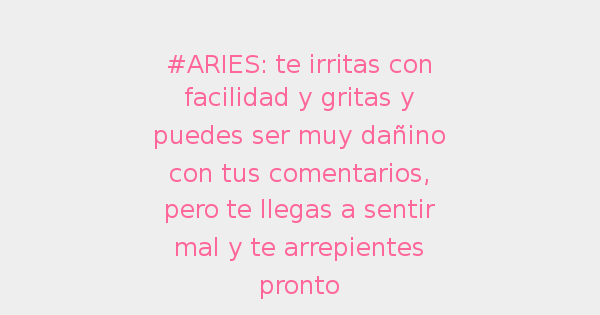 #ARIES: te irritas con
facilidad y gritas y
puedes ser muy dañino
con tus comentarios,
pero te llegas a sentir
mal y te arrepientes
pronto